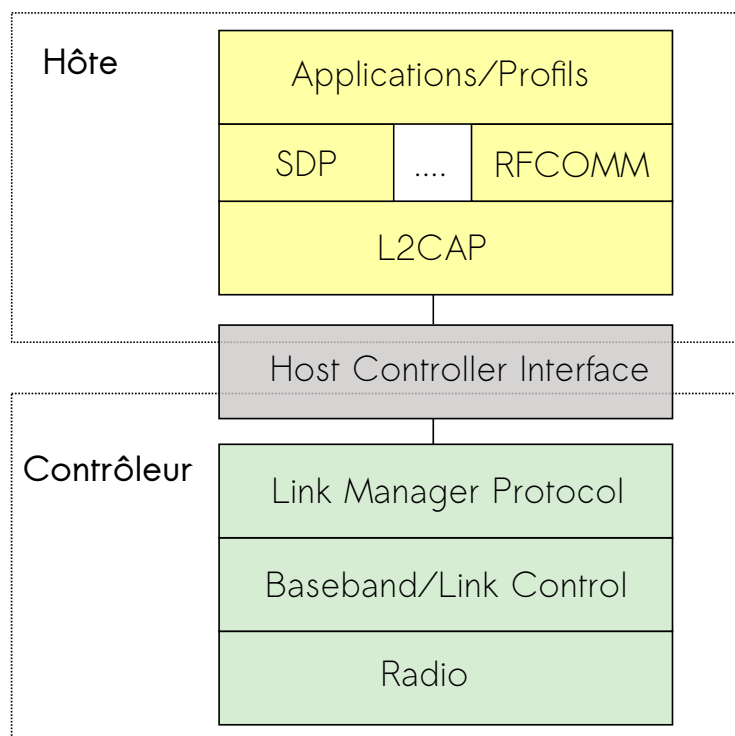 Hôte
Applications/Profils
SDP .... RFCOMM
L2CAP
Host Controller Interface
Contrôleur
Link Manager Protocol
Baseband/Link Control
Radio